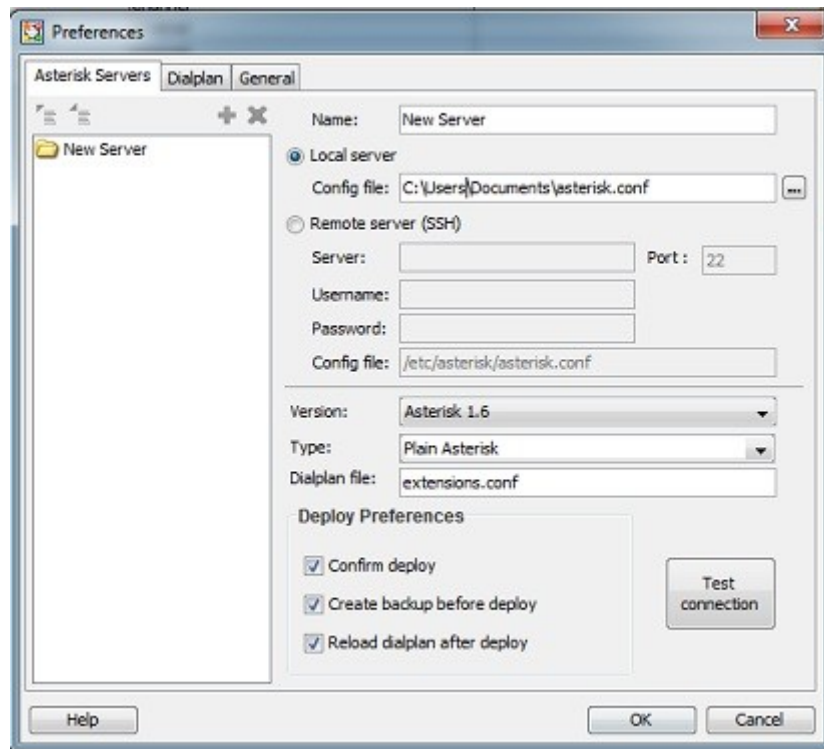 Preferences
Asterisk Servers Dialplan General
New Server
Name: New Server
Local server
Config file: C:\Users\Documents\asterisk.conf ...
Remote server (SSH)
Server: Port : 22
Username:
Password:
Config file: /etc/asterisk/asterisk.conf
Version: Asterisk 1.6
Type: Plain Asterisk
Dialplan file: extensions.conf
Deploy Preferences
Confirm deploy
Create backup before deploy
Reload dialplan after deploy
Test
connection
Help OK Cancel